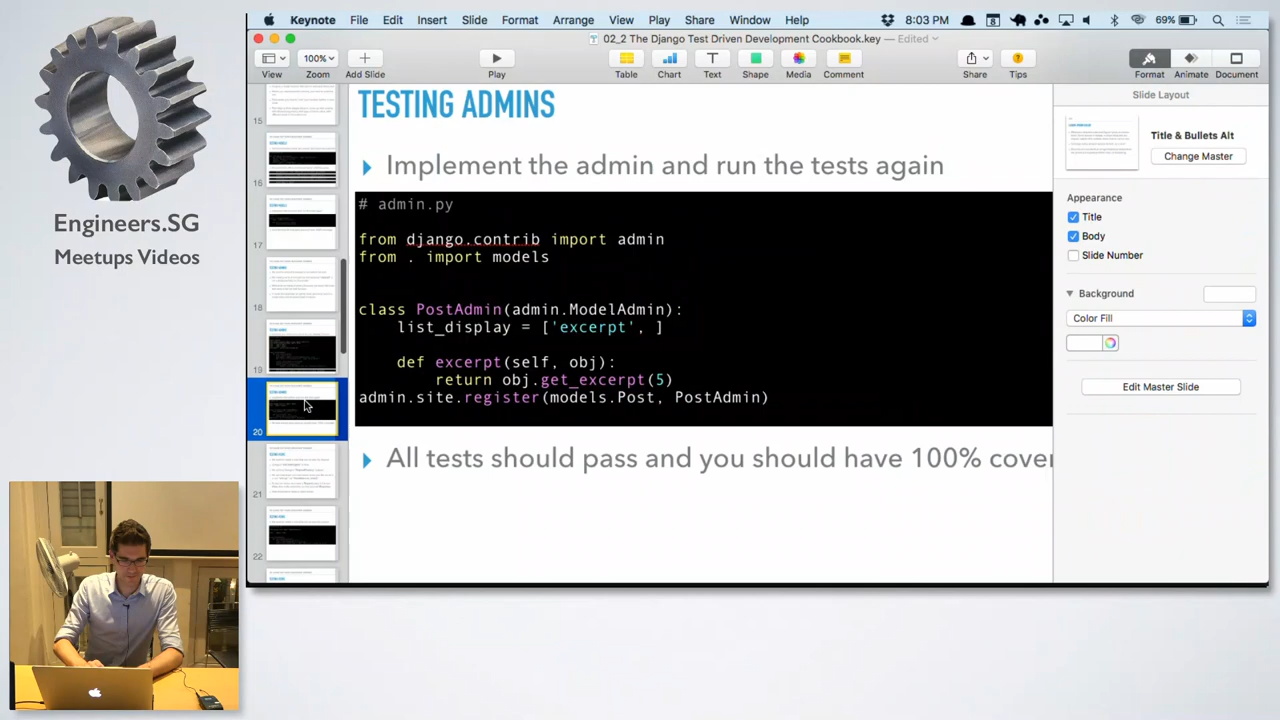 Keynote File Edit Insert Slide Format Arrange View Play Share Window Help 8:03 PM 69%
02_2 The Django Test Driven Development Cookbook.key — Edited
100%
View Zoom Add Slide Play Table Chart Text Shape Media Comment Share Tips Format Animate Document
Slide Layout
Title & Bullets Alt
Change Master
Appearance
Title
Body
Slide Number
Background
Color Fill
Edit Master Slide
15
16
17
18
19
20
21
22
TESTING ADMINS
Implement the admin and run the tests again
# admin.py
from django.contrib import admin
from . import models
class PostAdmin(admin.ModelAdmin):
list_display = ['excerpt', ]
def excerpt(self, obj):
return obj.get_excerpt(5)
admin.site.register(models.Post, PostAdmin)
All tests should pass and you should have 100% cover
Engineers.SG
Meetups Videos